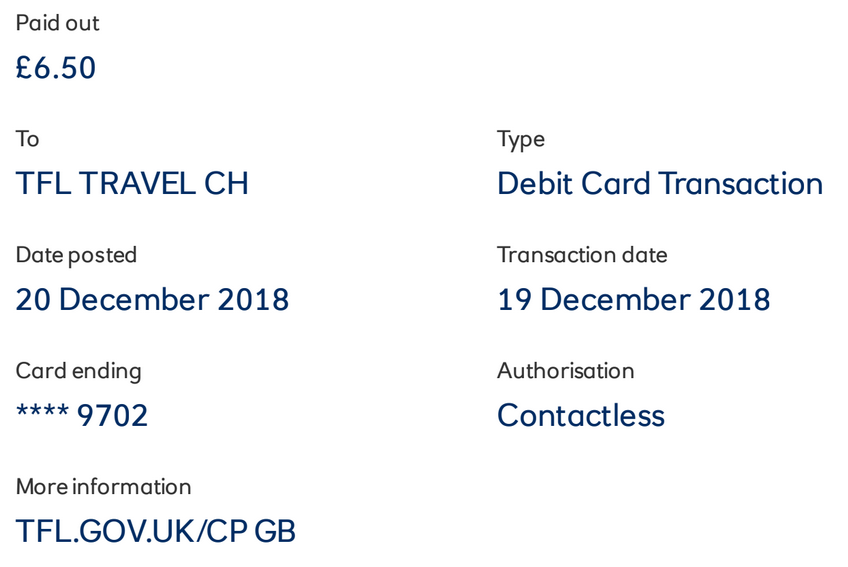 Paid out
£6.50
To
TFL TRAVEL CH
Type
Debit Card Transaction
Date posted
20 December 2018
Transaction date
19 December 2018
Card ending
**** 9702
Authorisation
Contactless
More information
TFL.GOV.UK/CP GB